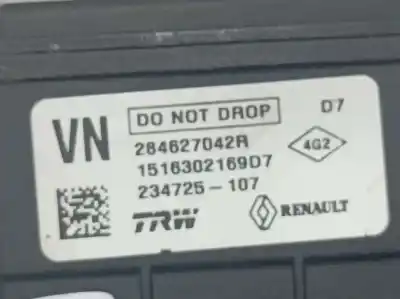 DO NOT DROP D7
VN
284627042R
4G2
1516302169D7
234725-107
TRW
RENAULT